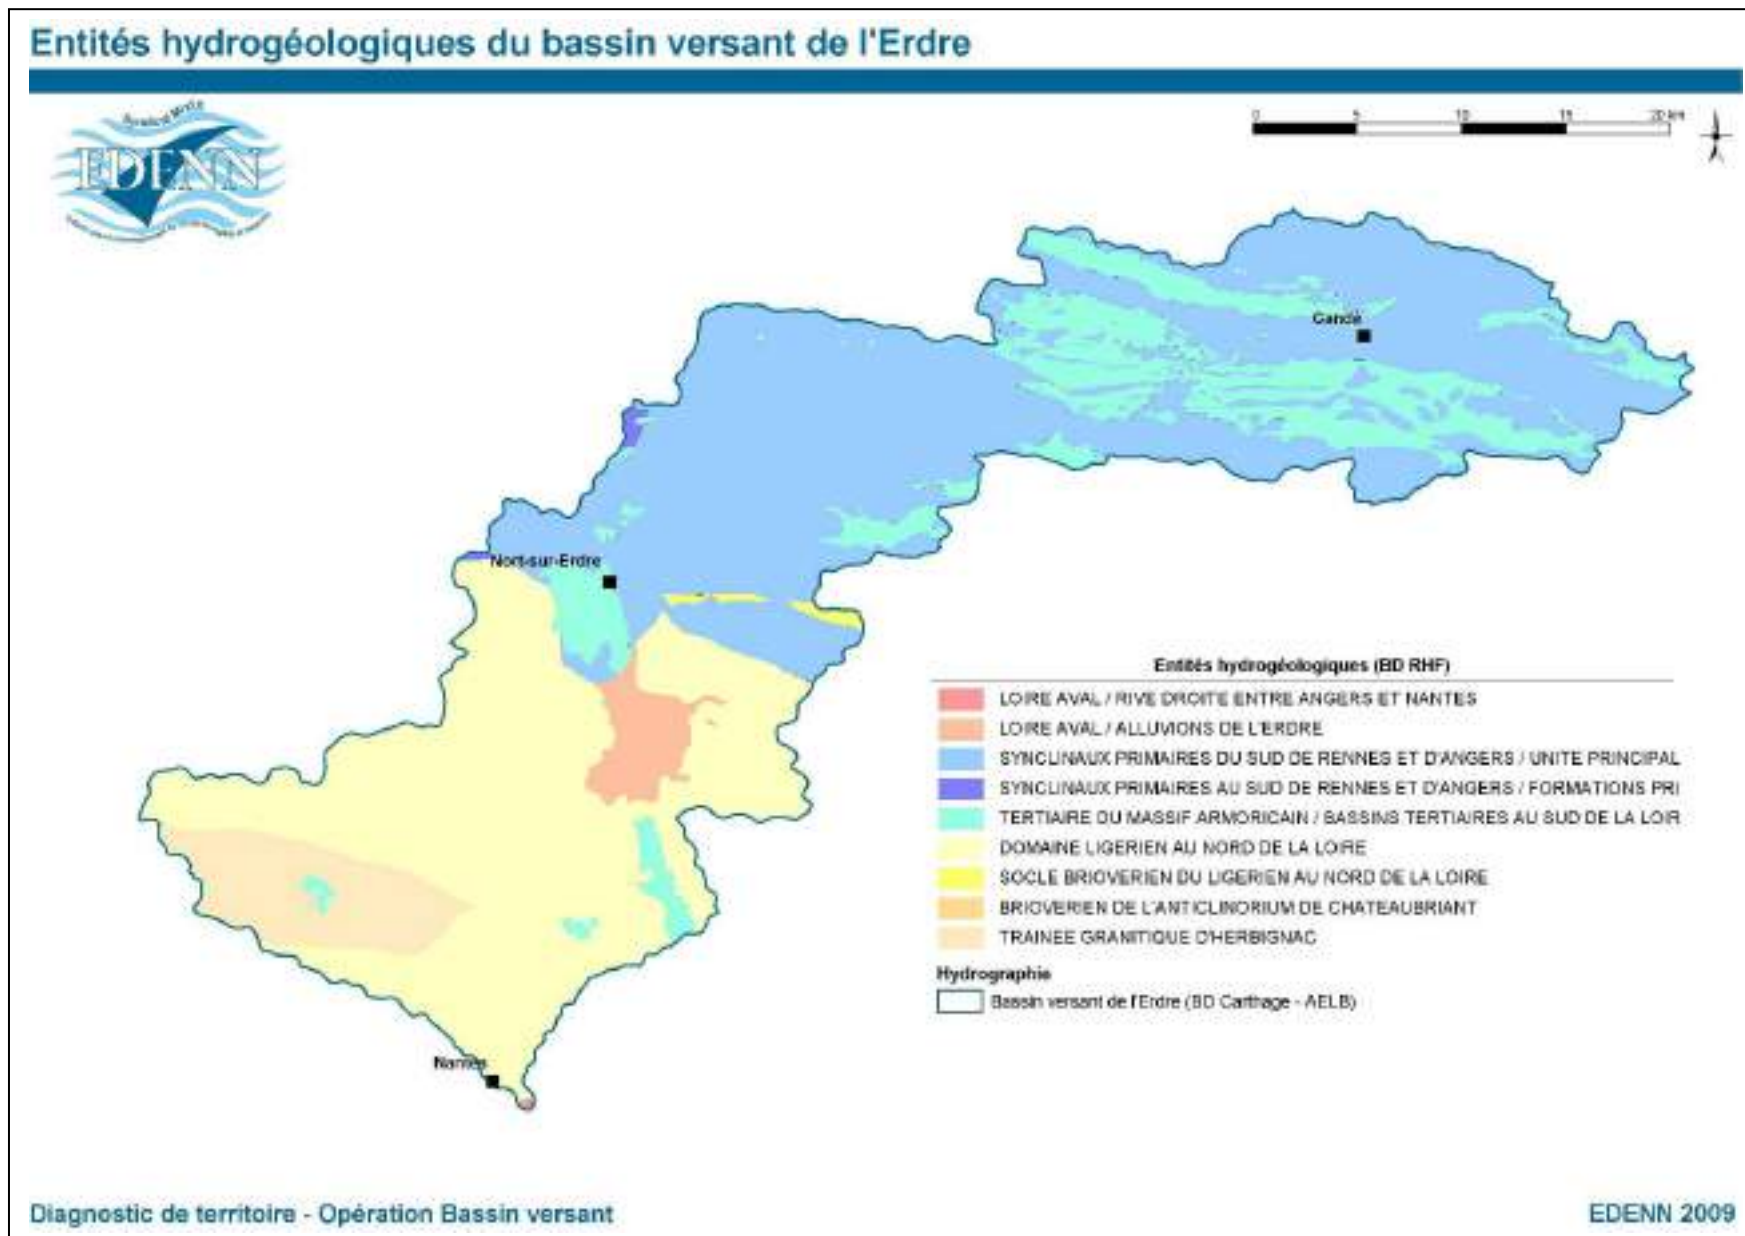 Entités hydrogéologiques du bassin versant de l'Erdre
Syndicat Mixte
EDENN
0 5 10 15 20 km
Candé
Nort-sur-Erdre
Nantes
Entités hydrogéologiques (BD RHF)
LOIRE AVAL / RIVE DROITE ENTRE ANGERS ET NANTES
LOIRE AVAL / ALLUVIONS DE L'ERDRE
SYNCLINAUX PRIMAIRES DU SUD DE RENNES ET D'ANGERS / UNITE PRINCIPAL
SYNCLINAUX PRIMAIRES AU SUD DE RENNES ET D'ANGERS / FORMATIONS PRI
TERTIAIRE DU MASSIF ARMORICAIN / BASSINS TERTIAIRES AU SUD DE LA LOIR
DOMAINE LIGERIEN AU NORD DE LA LOIRE
SOCLE BRIOVERIEN DU LIGERIEN AU NORD DE LA LOIRE
BRIOVERIEN DE L'ANTICLINORIUM DE CHATEAUBRIANT
TRAINEE GRANITIQUE D'HERBIGNAC
Hydrographie
Bassin versant de l'Erdre (BD Carthage - AELB)
Diagnostic de territoire - Opération Bassin versant
EDENN 2009